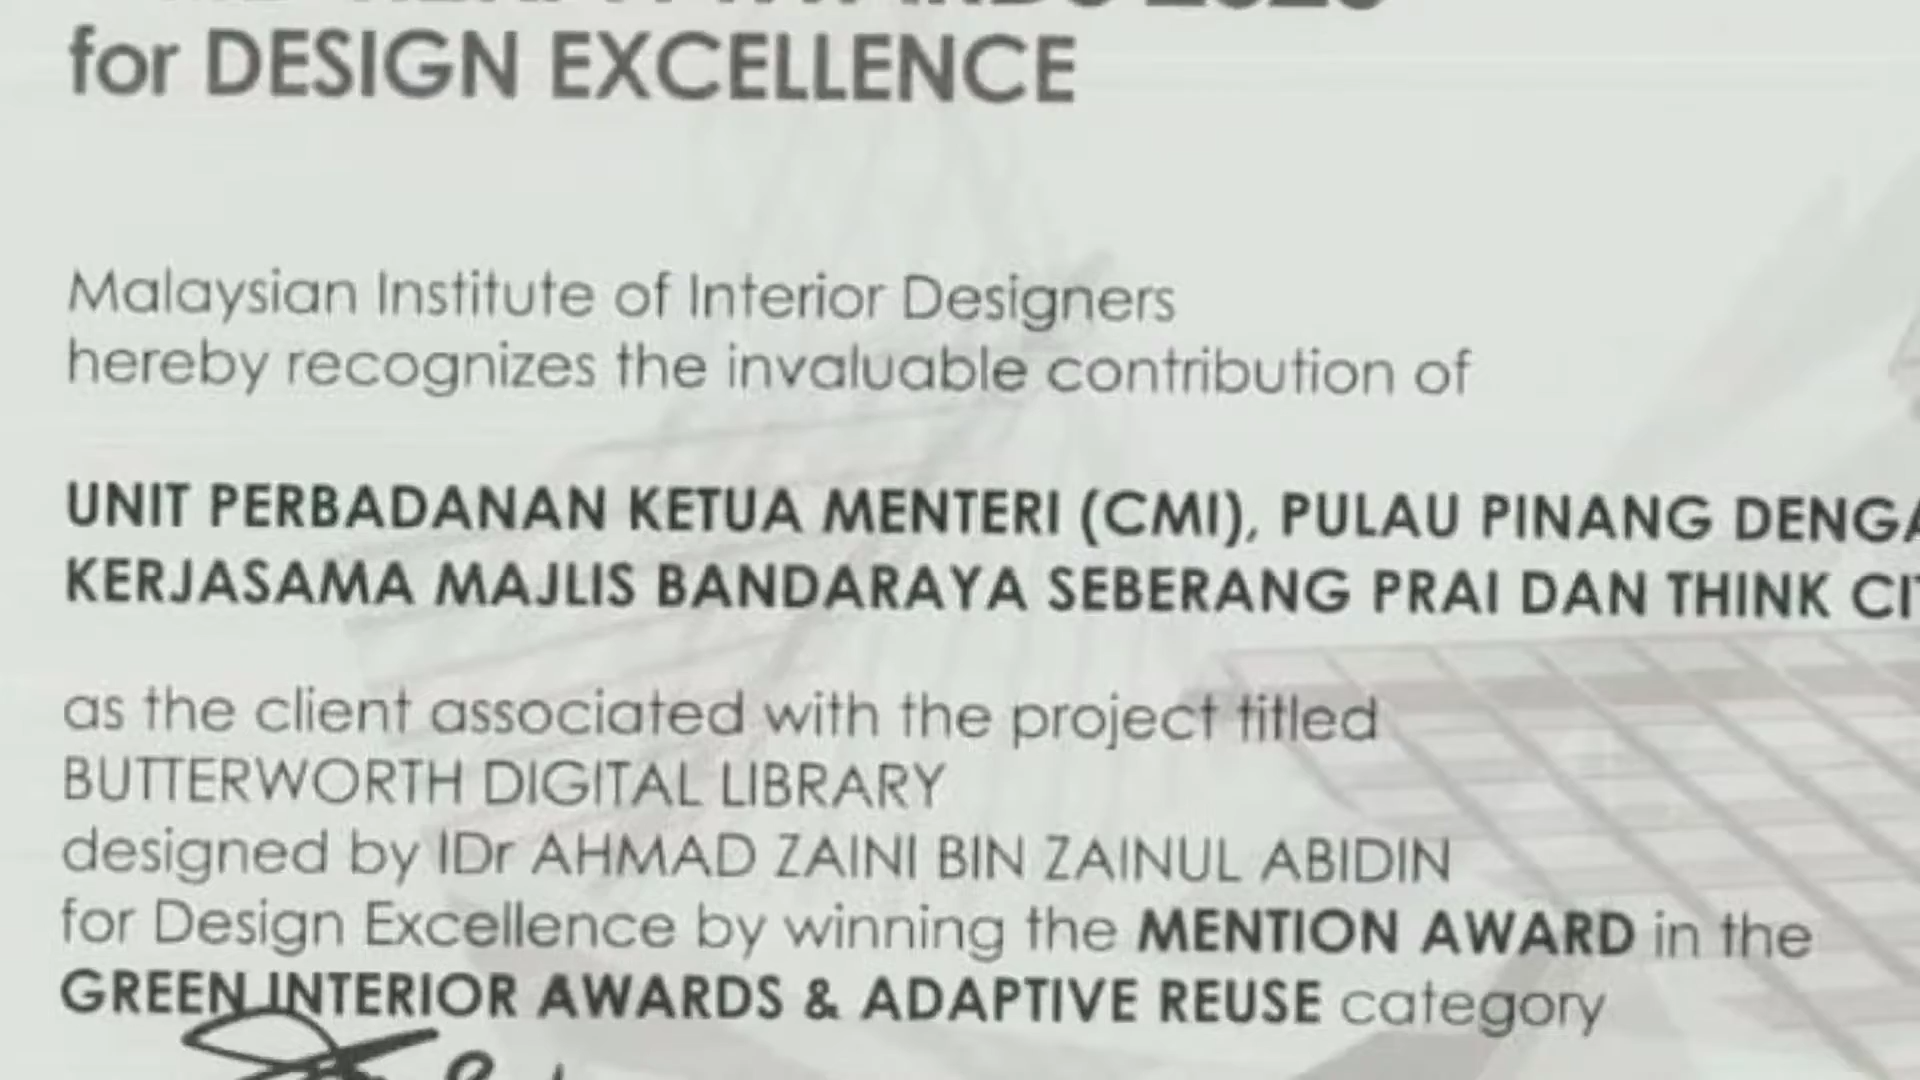 for DESIGN EXCELLENCE
Malaysian Institute of Interior Designers
hereby recognizes the invaluable contribution of
UNIT PERBADANAN KETUA MENTERI (CMI), PULAU PINANG
KERJASAMA MAJLIS BANDARAYA SEBERANG PRAI DAN THINK
as the client associated with the project titled
BUTTERWORTH DIGITAL LIBRARY
designed by IDr AHMAD ZAINI BIN ZAINUL ABIDIN
for Design Excellence by winning the MENTION AWARD in the
GREEN INTERIOR AWARDS & ADAPTIVE REUSE category